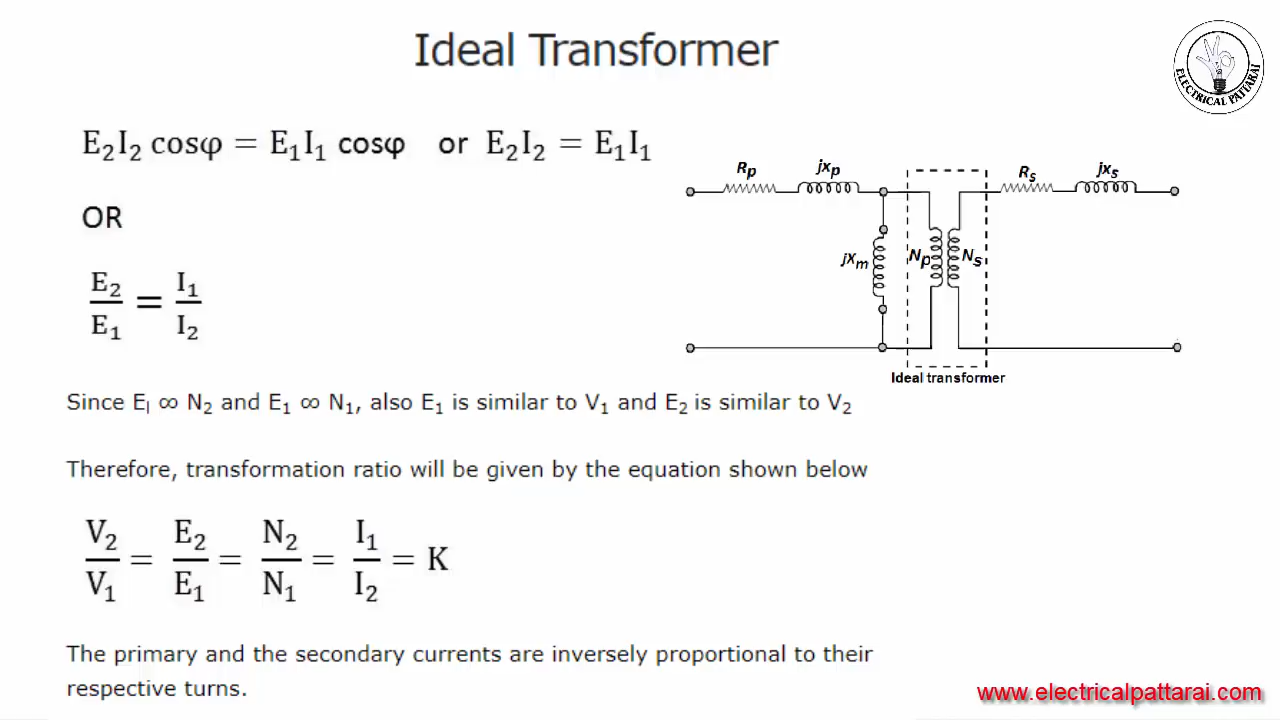 Ideal Transformer
ELECTRICAL PATTARAI
E₂I₂ cosφ = E₁I₁ cosφ or E₂I₂ = E₁I₁
OR
E₂/E₁ = I₁/I₂
Rp jxp Rs jxs
jXm Np Ns
Ideal transformer
Since Eₗ ∞ N₂ and E₁ ∞ N₁, also E₁ is similar to V₁ and E₂ is similar to V₂
Therefore, transformation ratio will be given by the equation shown below
V₂/V₁ = E₂/E₁ = N₂/N₁ = I₁/I₂ = K
The primary and the secondary currents are inversely proportional to their
respective turns.
www.electricalpattarai.com